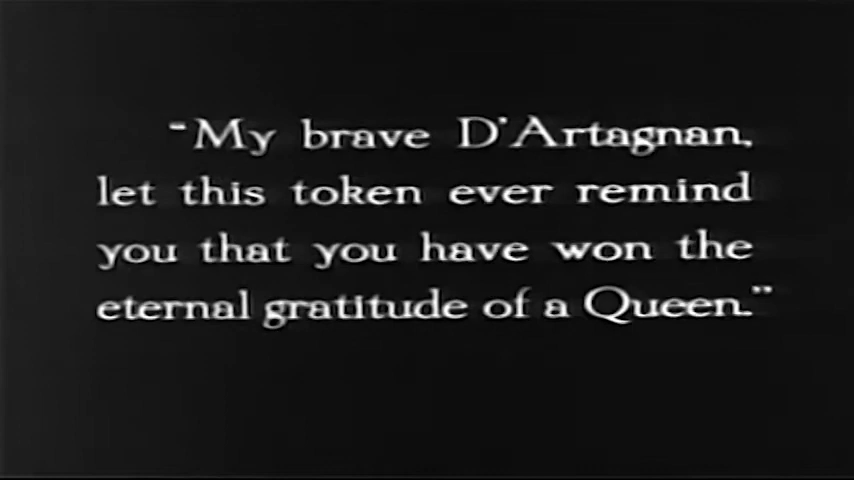 "My brave D'Artagnan,
let this token ever remind
you that you have won the
eternal gratitude of a Queen."